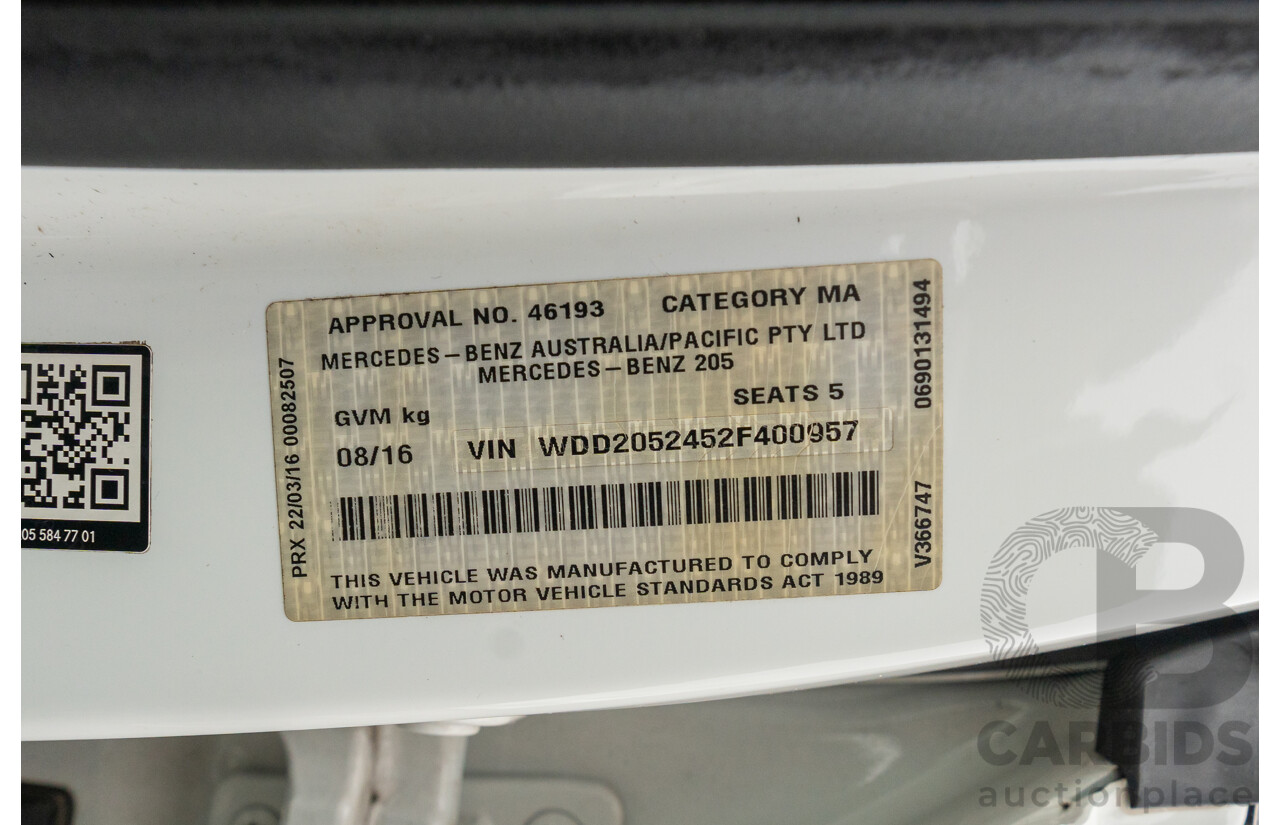 APPROVAL NO. 46193 CATEGORY MA
MERCEDES-BENZ AUSTRALIA/PACIFIC PTY LTD
MERCEDES-BENZ 205
SEATS 5
GVM kg
08/16 VIN WDD2052452F400957
THIS VEHICLE WAS MANUFACTURED TO COMPLY
WITH THE MOTOR VEHICLE STANDARDS ACT 1989
PRX 22/03/16 00082507
0690131494
V366747
05 584 77 01
CARBIDS
auctionplace